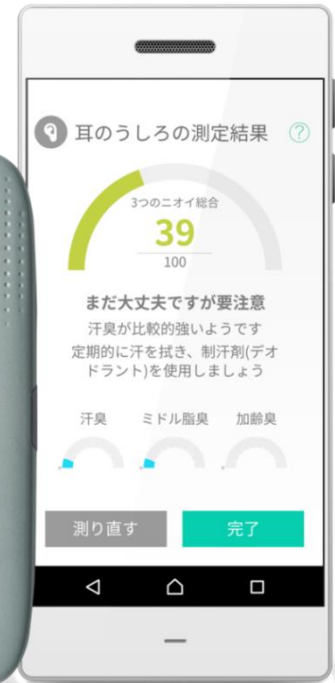 耳のうしろの測定結果 ?
3つのニオイ総合
39
100
まだ大丈夫ですが要注意
汗臭が比較的強いようです
定期的に汗を拭き、制汗剤(デオ
ドラント)を使用しましょう
汗臭 ミドル脂臭 加齢臭
測り直す 完了